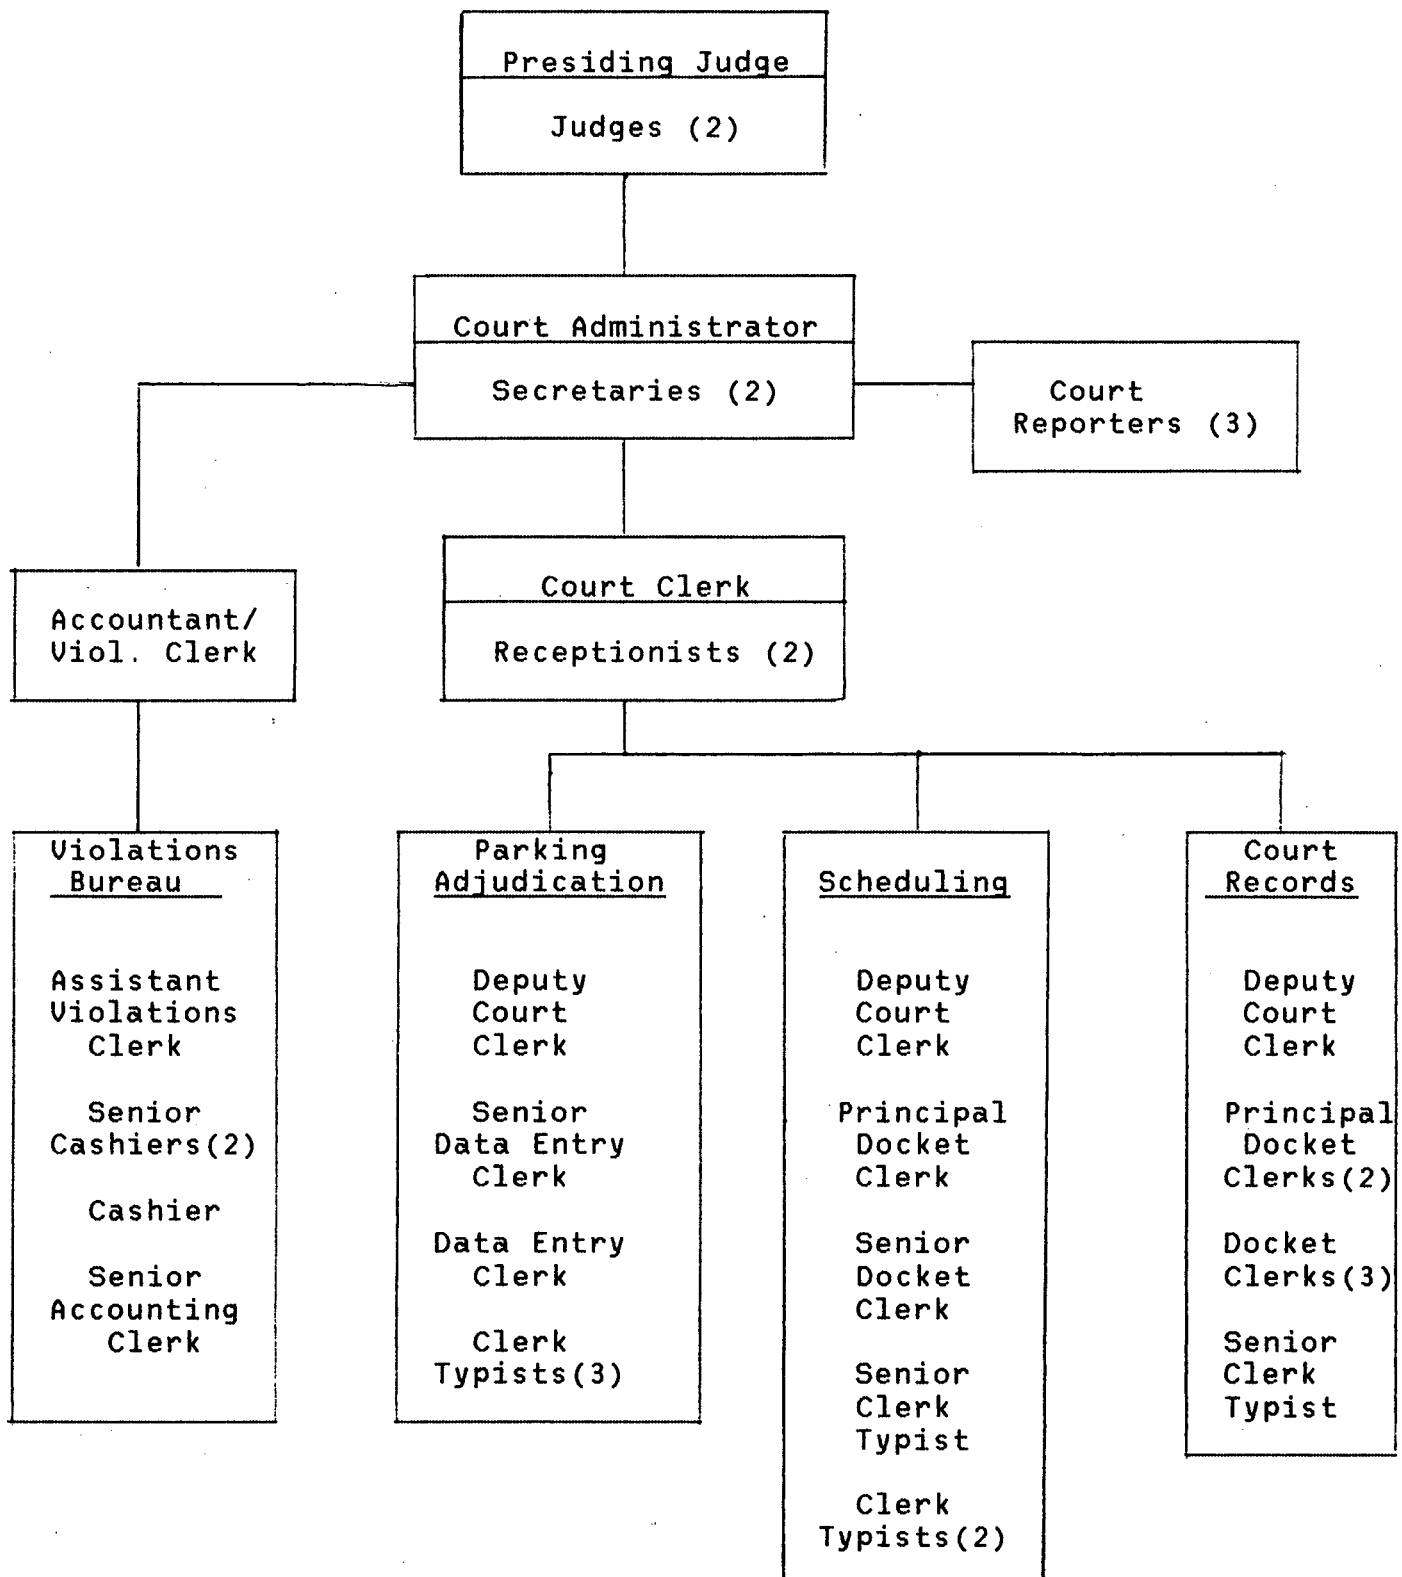 Presiding Judge
Judges (2)
Court Administrator
Secretaries (2)
Court
Reporters (3)
Court Clerk
Receptionists (2)
Accountant/
Viol. Clerk
Violations
Bureau
Assistant
Violations
Clerk
Senior
Cashiers(2)
Cashier
Senior
Accounting
Clerk
Parking
Adjudication
Deputy
Court
Clerk
Senior
Data Entry
Clerk
Data Entry
Clerk
Clerk
Typists(3)
Scheduling
Deputy
Court
Clerk
Principal
Docket
Clerk
Senior
Docket
Clerk
Senior
Clerk
Typist
Clerk
Typists(2)
Court
Records
Deputy
Court
Clerk
Principal
Docket
Clerks(2)
Docket
Clerks(3)
Senior
Clerk
Typist